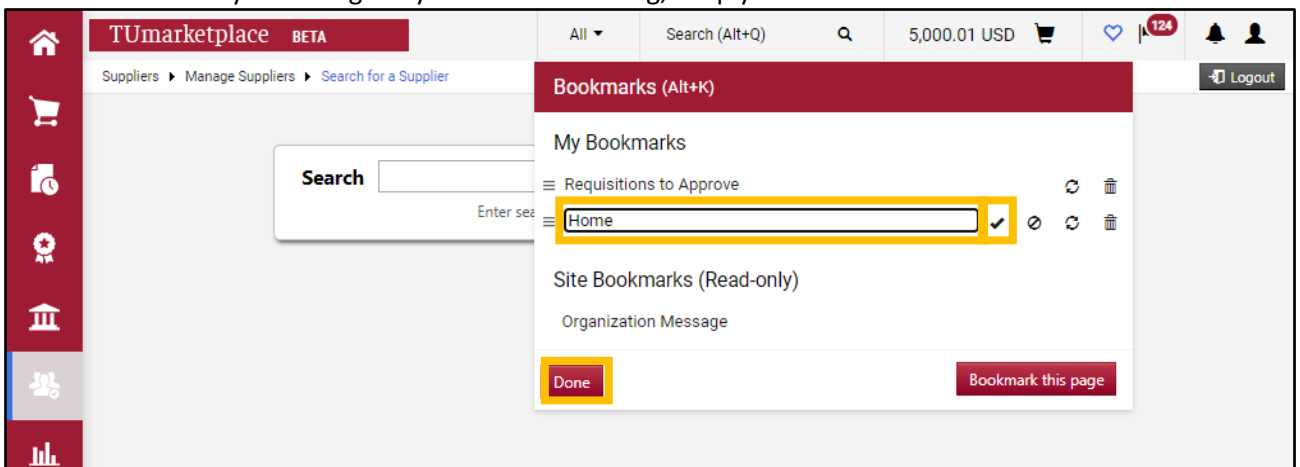 TUmarketplace BETA
All
Search (Alt+Q)
5,000.01 USD
124
Suppliers Manage Suppliers Search for a Supplier
Logout
Bookmarks (Alt+K)
My Bookmarks
Search
Requisitions to Approve
Enter sea
Home
Site Bookmarks (Read-only)
Organization Message
Done
Bookmark this page